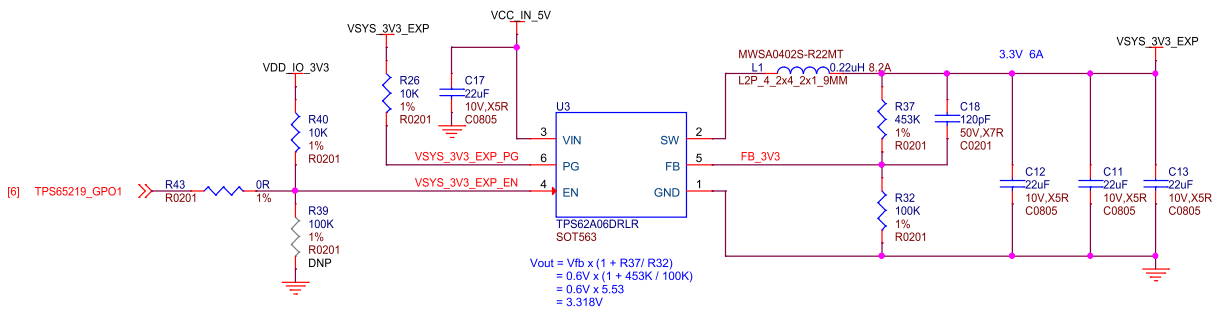 VCC_IN_5V
VSYS_3V3_EXP
VSYS_3V3_EXP
3.3V 6A
MWSA0402S-R22MT
L1 0.22uH 8.2A
L2P_4_2x4_2x1_9MM
VDD_IO_3V3
R26
10K
1%
R0201
C17
22uF
10V,X5R
C0805
U3
R37
453K
1%
R0201
C18
120pF
50V,X7R
C0201
R40
10K
1%
R0201
3 VIN SW 2
VSYS_3V3_EXP_PG 6 PG FB 5 FB_3V3
VSYS_3V3_EXP_EN 4 EN GND 1
[6] TPS65219_GPO1
R43 0R
R0201 1%
R39
100K
1%
R0201
DNP
R32
100K
1%
R0201
C12
22uF
10V,X5R
C0805
C11
22uF
10V,X5R
C0805
C13
22uF
10V,X5R
C0805
TPS62A06DRLR
SOT563
Vout = Vfb x (1 + R37/ R32)
= 0.6V x (1 + 453K / 100K)
= 0.6V x 5.53
= 3.318V